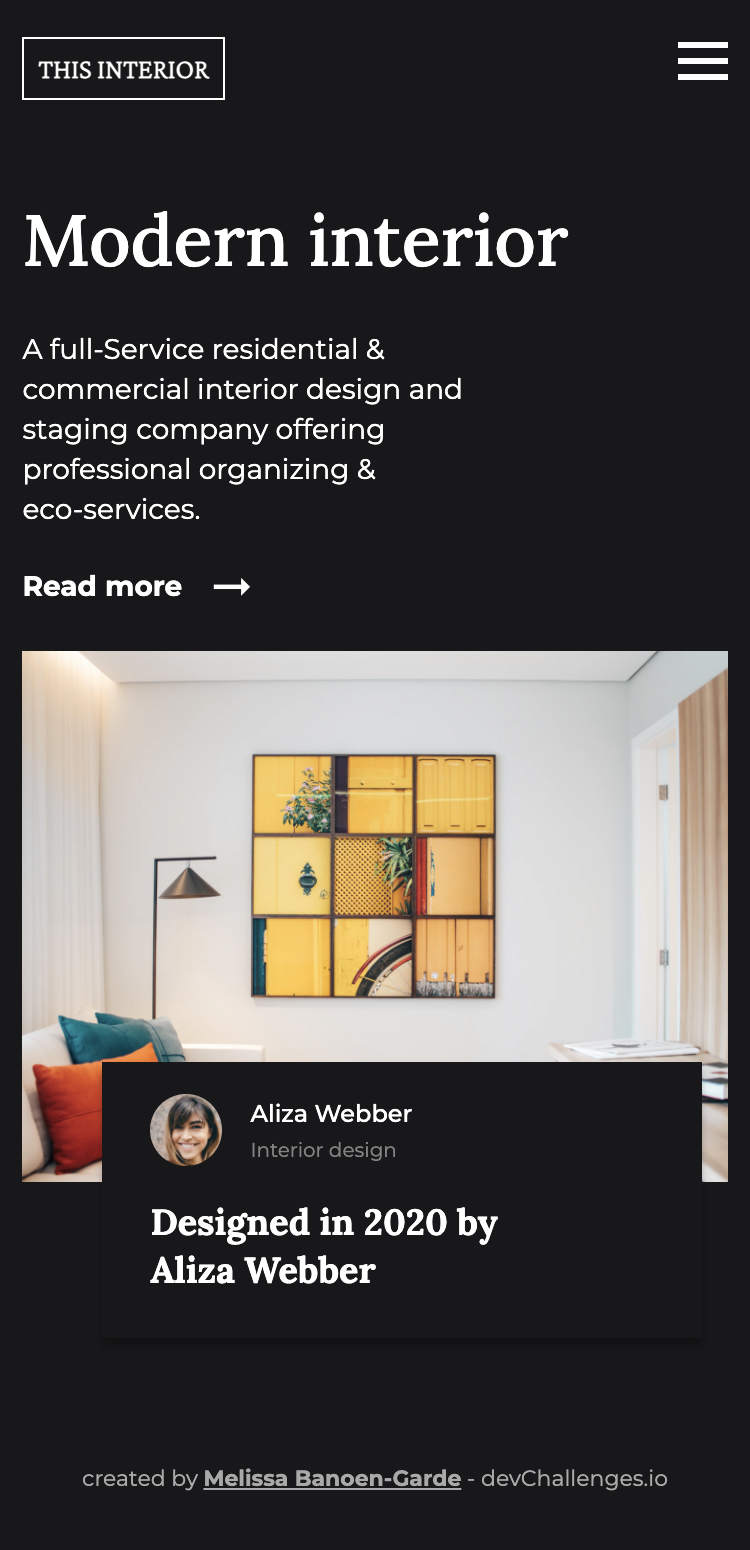 THIS INTERIOR
Modern interior
A full-Service residential &
commercial interior design and
staging company offering
professional organizing &
eco-services.
Read more
Aliza Webber
Interior design
Designed in 2020 by
Aliza Webber
created by Melissa Banoen-Garde - devChallenges.io